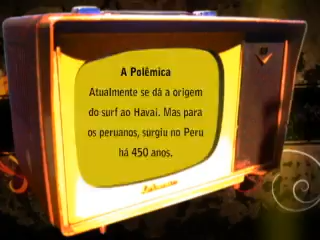 A Polêmica
Atualmente se dá a origem
do surf ao Havaí. Mas para
os peruanos, surgiu no Peru
há 450 anos.